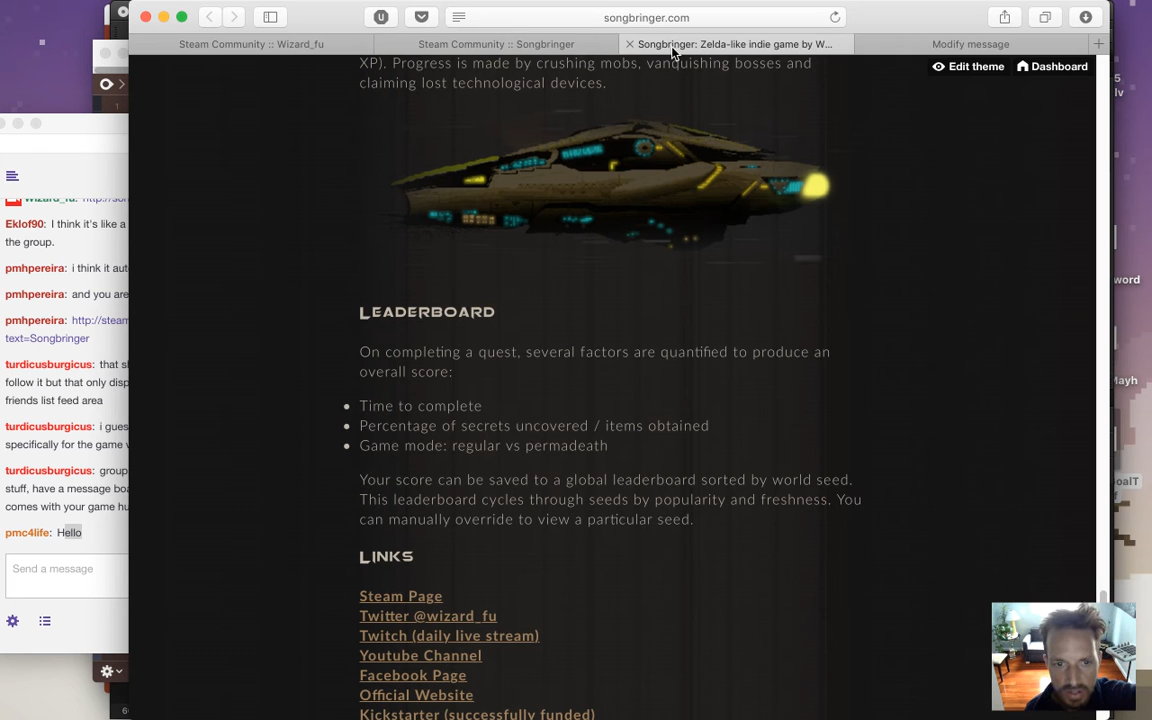 songbringer.com
Steam Community :: Wizard_fu
Steam Community :: Songbringer
Songbringer: Zelda-like indie game by W...
Modify message
XP). Progress is made by crushing mobs, vanquishing bosses and
claiming lost technological devices.
Edit theme
Dashboard
Leaderboard
On completing a quest, several factors are quantified to produce an
overall score:
Time to complete
Percentage of secrets uncovered / items obtained
Game mode: regular vs permadeath
Your score can be saved to a global leaderboard sorted by world seed.
This leaderboard cycles through seeds by popularity and freshness. You
can manually override to view a particular seed.
Links
Steam Page
Twitter @wizard_fu
Twitch (daily live stream)
Youtube Channel
Facebook Page
Official Website
Kickstarter (successfully funded)
Eklof90: I think it's like a
the group.
pmhpereira: i think it aut
pmhpereira: and you are
pmhpereira: http://steam
text=Songbringer
turdicusburgicus: that sl
follow it but that only disp
friends list feed area
turdicusburgicus: i gues
specifically for the game w
turdicusburgicus: group
stuff, have a message boa
comes with your game hu
pmc4life: Hello
Send a message